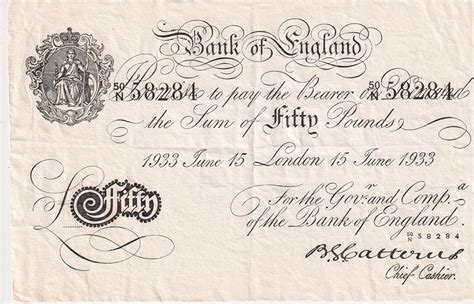 Bank of England
50/N 58284 50/N 58284
to pay the Bearer on
the Sum of Fifty Pounds
1933 June 15 London 15 June 1933
For the Govr. and Compa.
£ Fifty
of the Bank of England.
50/N 58284
B.G. Catterns
Chief Cashier.